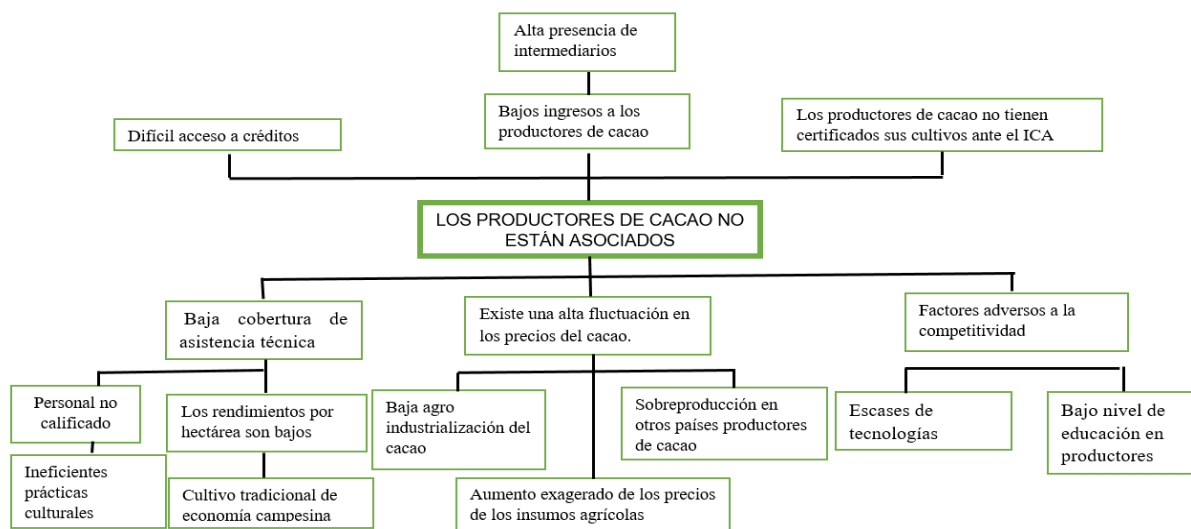 Alta presencia de
intermediarios
Bajos ingresos a los
productores de cacao
Difícil acceso a créditos
Los productores de cacao no tienen
certificados sus cultivos ante el ICA
LOS PRODUCTORES DE CACAO NO
ESTÁN ASOCIADOS
Baja cobertura de
asistencia técnica
Existe una alta fluctuación en
los precios del cacao.
Factores adversos a la
competitividad
Personal no
calificado
Los rendimientos por
hectárea son bajos
Baja agro
industrialización del
cacao
Sobreproducción en
otros países productores
de cacao
Escases de
tecnologías
Bajo nivel de
educación en
productores
Ineficientes
prácticas
culturales
Cultivo tradicional de
economía campesina
Aumento exagerado de los precios
de los insumos agrícolas